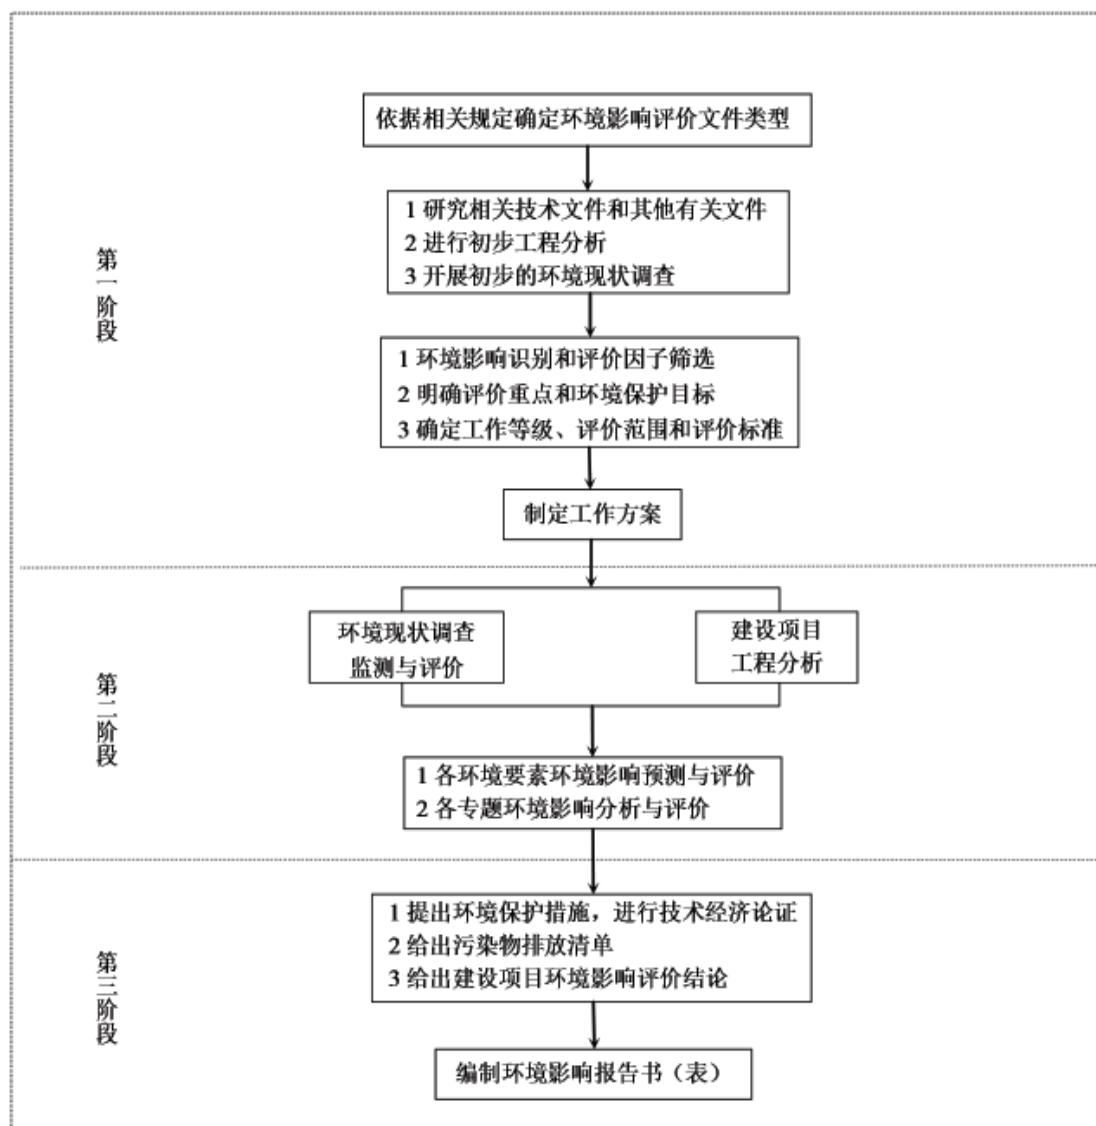 依据相关规定确定环境影响评价文件类型
1 研究相关技术文件和其他有关文件
2 进行初步工程分析
3 开展初步的环境现状调查
第一阶段
1 环境影响识别和评价因子筛选
2 明确评价重点和环境保护目标
3 确定工作等级、评价范围和评价标准
制定工作方案
环境现状调查
监测与评价
建设项目
工程分析
第二阶段
1 各环境要素环境影响预测与评价
2 各专题环境影响分析与评价
1 提出环境保护措施，进行技术经济论证
2 给出污染物排放清单
3 给出建设项目环境影响评价结论
第三阶段
编制环境影响报告书（表）